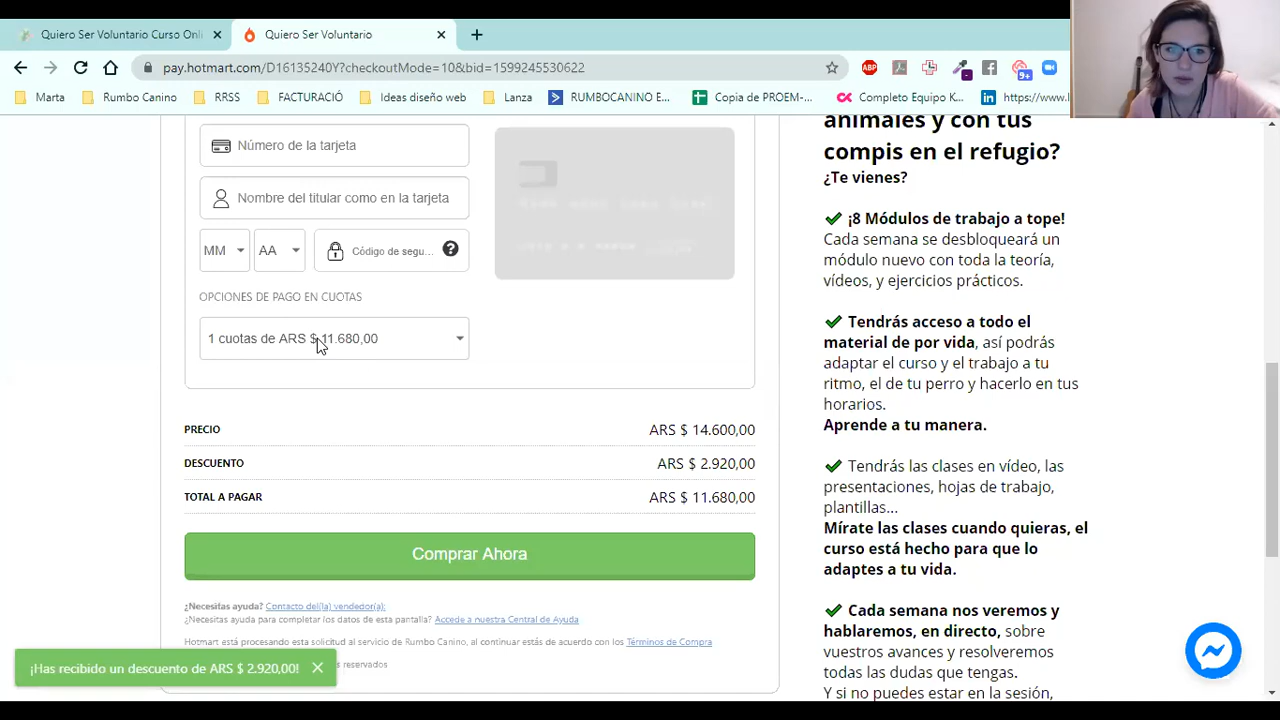 Quiero Ser Voluntario Curso Onli
Quiero Ser Voluntario
pay.hotmart.com/D16135240Y?checkoutMode=10&bid=1599245530622
ABP
9+
Marta
Rumbo Canino
RRSS
FACTURACIÓ
Ideas diseño web
Lanza
RUMBOCANINO E...
Copia de PROEM-...
Completo Equipo K...
https://www.l
Número de la tarjeta
Nombre del titular como en la tarjeta
MM
AA
Código de segu...
OPCIONES DE PAGO EN CUOTAS
1 cuotas de ARS $ 11.680,00
PRECIO
ARS $ 14.600,00
DESCUENTO
ARS $ 2.920,00
TOTAL A PAGAR
ARS $ 11.680,00
Comprar Ahora
¿Necesitas ayuda? Contacto del(la) vendedor(a):
¿Necesitas ayuda para completar los datos de esta pantalla? Accede a nuestra Central de Ayuda
Hotmart está procesando esta solicitud al servicio de Rumbo Canino, al continuar estás de acuerdo con los Términos de Compra
s reservados
¡Has recibido un descuento de ARS $ 2.920,00!
animales y con tus
compis en el refugio?
¿Te vienes?
¡8 Módulos de trabajo a tope!
Cada semana se desbloqueará un
módulo nuevo con toda la teoría,
vídeos, y ejercicios prácticos.
Tendrás acceso a todo el
material de por vida, así podrás
adaptar el curso y el trabajo a tu
ritmo, el de tu perro y hacerlo en tus
horarios.
Aprende a tu manera.
Tendrás las clases en vídeo, las
presentaciones, hojas de trabajo,
plantillas...
Mírate las clases cuando quieras, el
curso está hecho para que lo
adaptes a tu vida.
Cada semana nos veremos y
hablaremos, en directo, sobre
vuestros avances y resolveremos
todas las dudas que tengas.
Y si no puedes estar en la sesión,